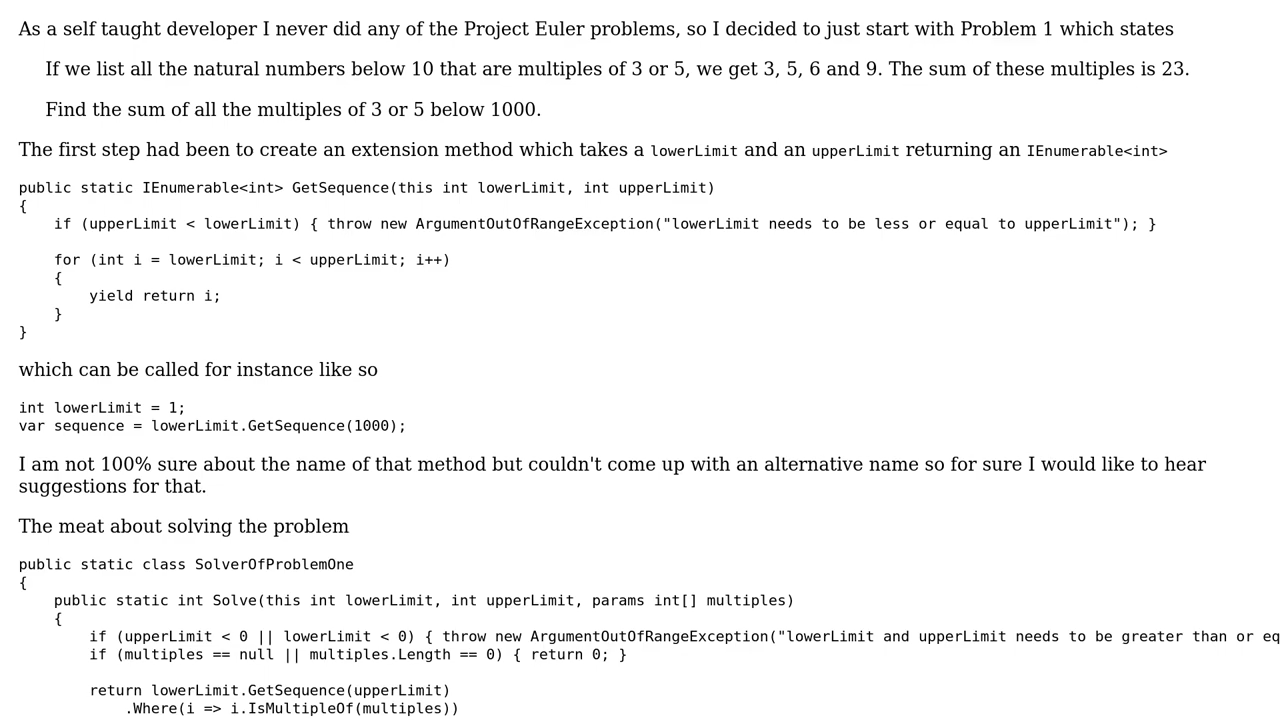 As a self taught developer I never did any of the Project Euler problems, so I decided to just start with Problem 1 which states
If we list all the natural numbers below 10 that are multiples of 3 or 5, we get 3, 5, 6 and 9. The sum of these multiples is 23.
Find the sum of all the multiples of 3 or 5 below 1000.
The first step had been to create an extension method which takes a lowerLimit and an upperLimit returning an IEnumerable<int>
public static IEnumerable<int> GetSequence(this int lowerLimit, int upperLimit)
{
    if (upperLimit < lowerLimit) { throw new ArgumentOutOfRangeException("lowerLimit needs to be less or equal to upperLimit"); }
    for (int i = lowerLimit; i < upperLimit; i++)
    {
        yield return i;
    }
}
which can be called for instance like so
int lowerLimit = 1;
var sequence = lowerLimit.GetSequence(1000);
I am not 100% sure about the name of that method but couldn't come up with an alternative name so for sure I would like to hear
suggestions for that.
The meat about solving the problem
public static class SolverOfProblemOne
{
    public static int Solve(this int lowerLimit, int upperLimit, params int[] multiples)
    {
        if (upperLimit < 0 || lowerLimit < 0) { throw new ArgumentOutOfRangeException("lowerLimit and upperLimit needs to be greater than or eq
        if (multiples == null || multiples.Length == 0) { return 0; }
        return lowerLimit.GetSequence(upperLimit)
            .Where(i => i.IsMultipleOf(multiples))